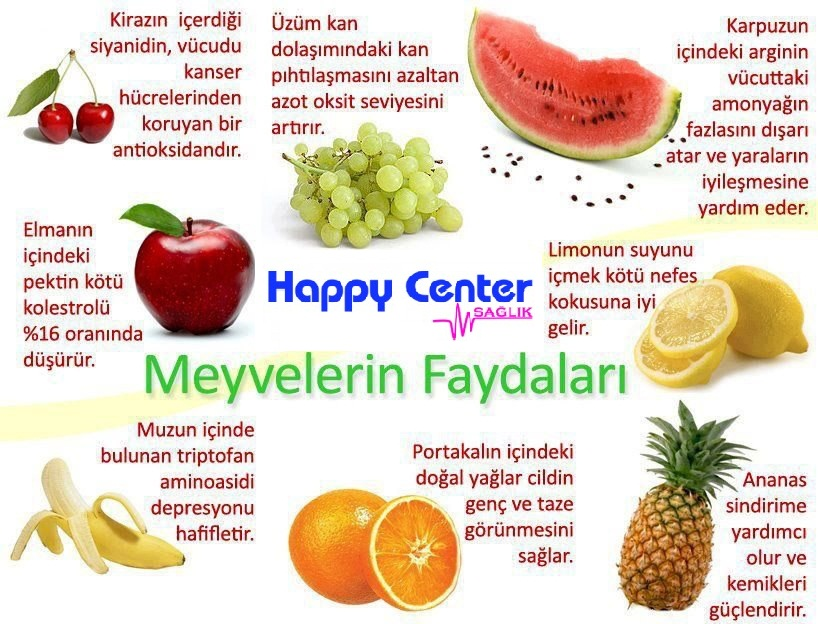 Kirazın içerdiği
siyanidin, vücudu
kanser
hücrelerinden
koruyan bir
antioksidandır.
Üzüm kan
dolaşımındaki kan
pıhtılaşmasını azaltan
azot oksit seviyesini
artırır.
Karpuzun
içindeki arginin
vücuttaki
amonyağın
fazlasını dışarı
atar ve yaraların
iyileşmesine
yardım eder.
Elmanın
içindeki
pektin kötü
kolestrolü
%16 oranında
düşürür.
Happy Center
SAĞLIK
Limonun suyunu
içmek kötü nefes
kokusuna iyi
gelir.
Meyvelerin Faydaları
Muzun içinde
bulunan triptofan
aminoasidi
depresyonu
hafifletir.
Portakalın içindeki
doğal yağlar cildin
genç ve taze
görünmesini
sağlar.
Ananas
sindirime
yardımcı
olur ve
kemikleri
güçlendirir.